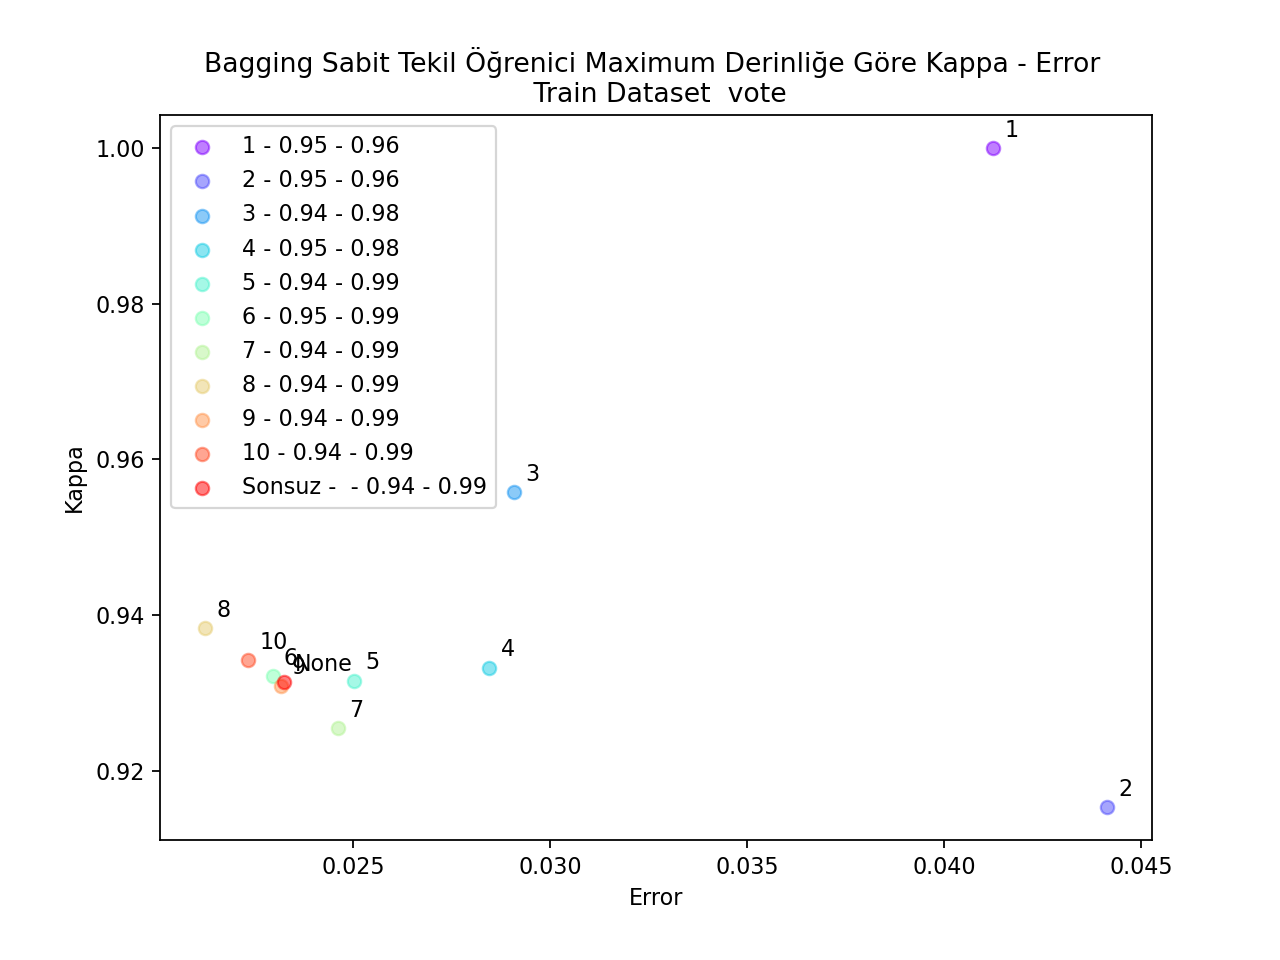 Bagging Sabit Tekil Öğrenici Maximum Derinliğe Göre Kappa - Error
Train Dataset  vote
1 - 0.95 - 0.96
2 - 0.95 - 0.96
3 - 0.94 - 0.98
4 - 0.95 - 0.98
5 - 0.94 - 0.99
6 - 0.95 - 0.99
7 - 0.94 - 0.99
8 - 0.94 - 0.99
9 - 0.94 - 0.99
10 - 0.94 - 0.99
Sonsuz -  - 0.94 - 0.99
1.00
0.98
0.96
0.94
0.92
Kappa
1
3
8
10
6
9
None
5
4
7
2
0.025
0.030
0.035
0.040
0.045
Error